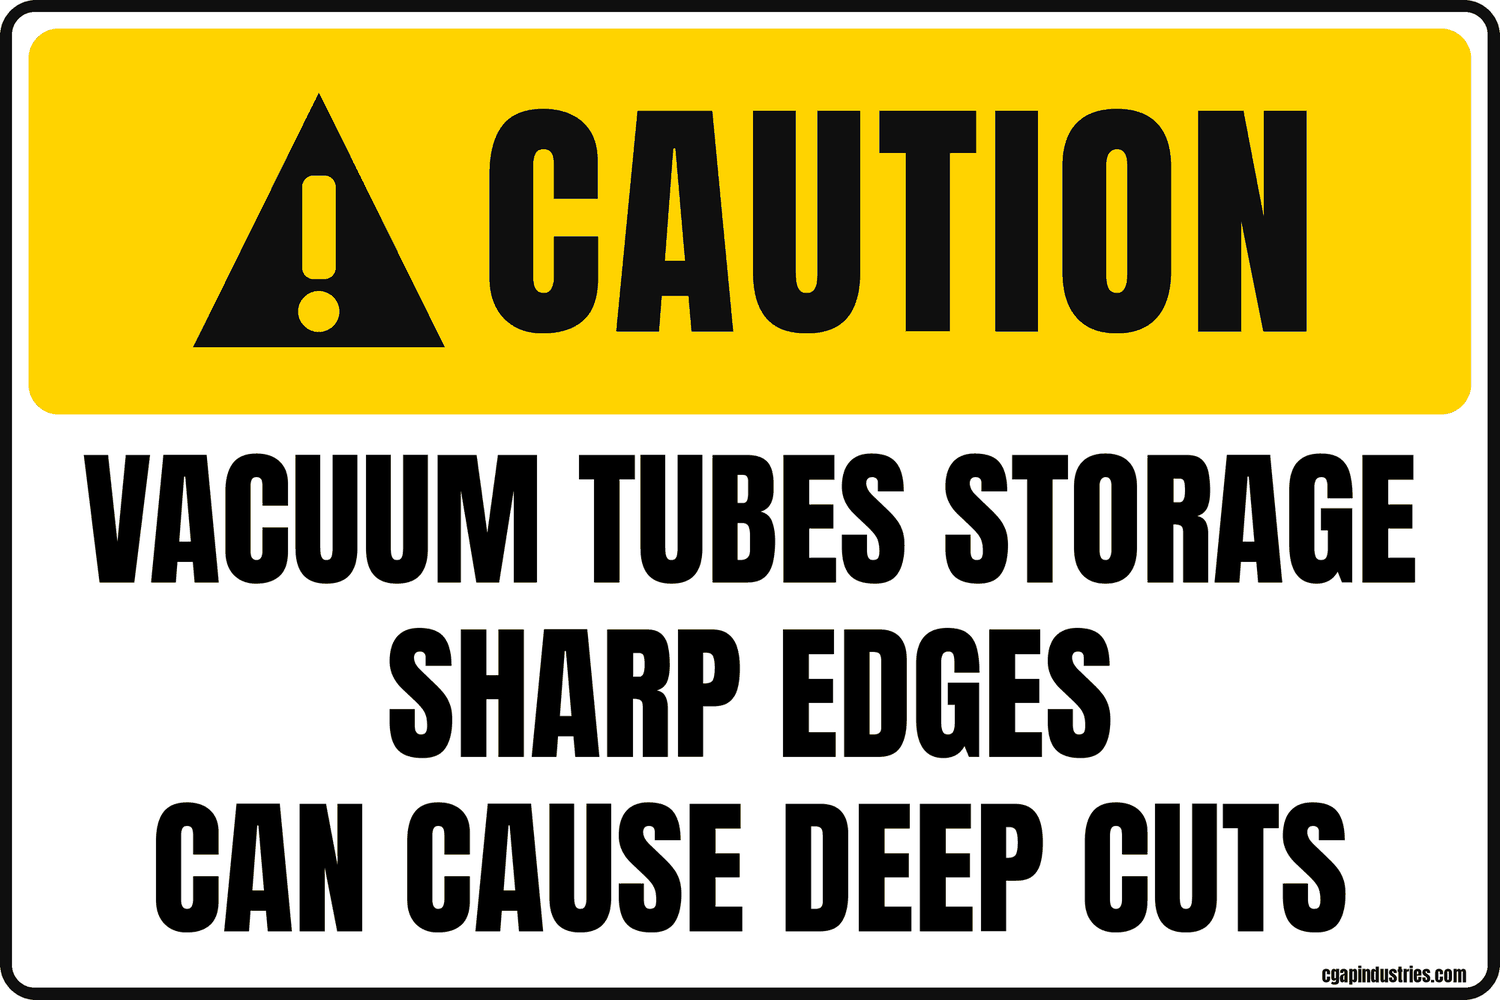 CAUTION
VACUUM TUBES STORAGE
SHARP EDGES
CAN CAUSE DEEP CUTS
cgapindustries.com